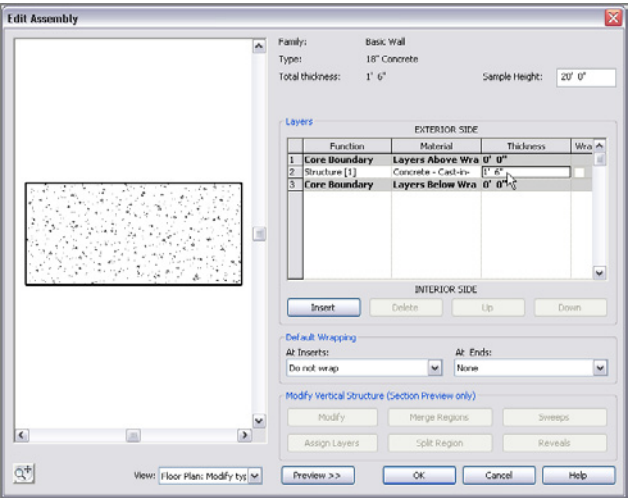 Edit Assembly
Family: Basic Wall
Type: 18" Concrete
Total thickness: 1' 6" Sample Height: 20' 0"
Layers
EXTERIOR SIDE
Function Material Thickness Wra
1 Core Boundary Layers Above Wra 0' 0"
2 Structure [1] Concrete - Cast-in- 1' 6"
3 Core Boundary Layers Below Wra 0' 0"
INTERIOR SIDE
Insert Delete Up Down
Default Wrapping
At Inserts: At Ends:
Do not wrap None
Modify Vertical Structure (Section Preview only)
Modify Merge Regions Sweeps
Assign Layers Split Region Reveals
View: Floor Plan: Modify typ Preview >> OK Cancel Help